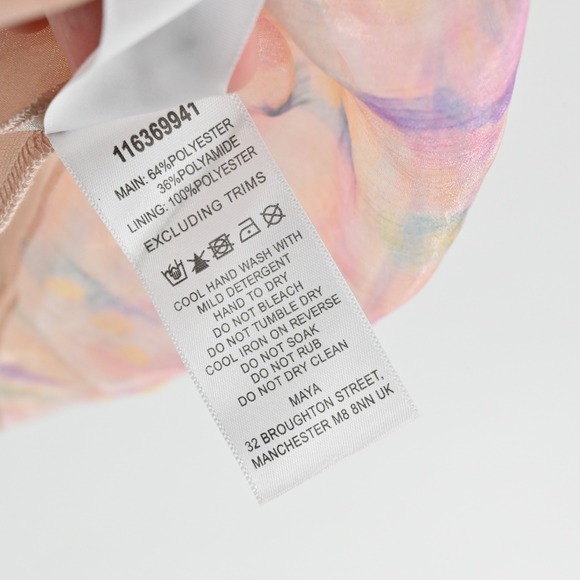 116369941
MAIN: 64%POLYESTER
36%POLYAMIDE
LINING: 100%POLYESTER
EXCLUDING TRIMS
COOL HAND WASH WITH
MILD DETERGENT
HAND TO DRY
DO NOT BLEACH
DO NOT TUMBLE DRY
COOL IRON ON REVERSE
DO NOT SOAK
DO NOT RUB
DO NOT DRY CLEAN
MAYA
32 BROUGHTON STREET,
MANCHESTER M8 8NN UK